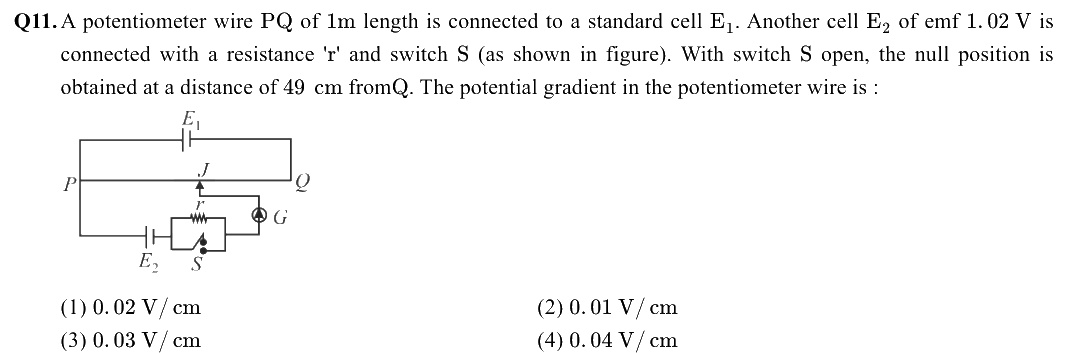 Q11. A potentiometer wire PQ of 1m length is connected to a standard cell E₁. Another cell E₂ of emf 1. 02 V is
connected with a resistance 'r' and switch S (as shown in figure). With switch S open, the null position is
obtained at a distance of 49 cm fromQ. The potential gradient in the potentiometer wire is :
E₁
J
P
Q
r
G
E₂
S
(1) 0. 02 V/ cm
(2) 0. 01 V/ cm
(3) 0. 03 V/ cm
(4) 0. 04 V/ cm